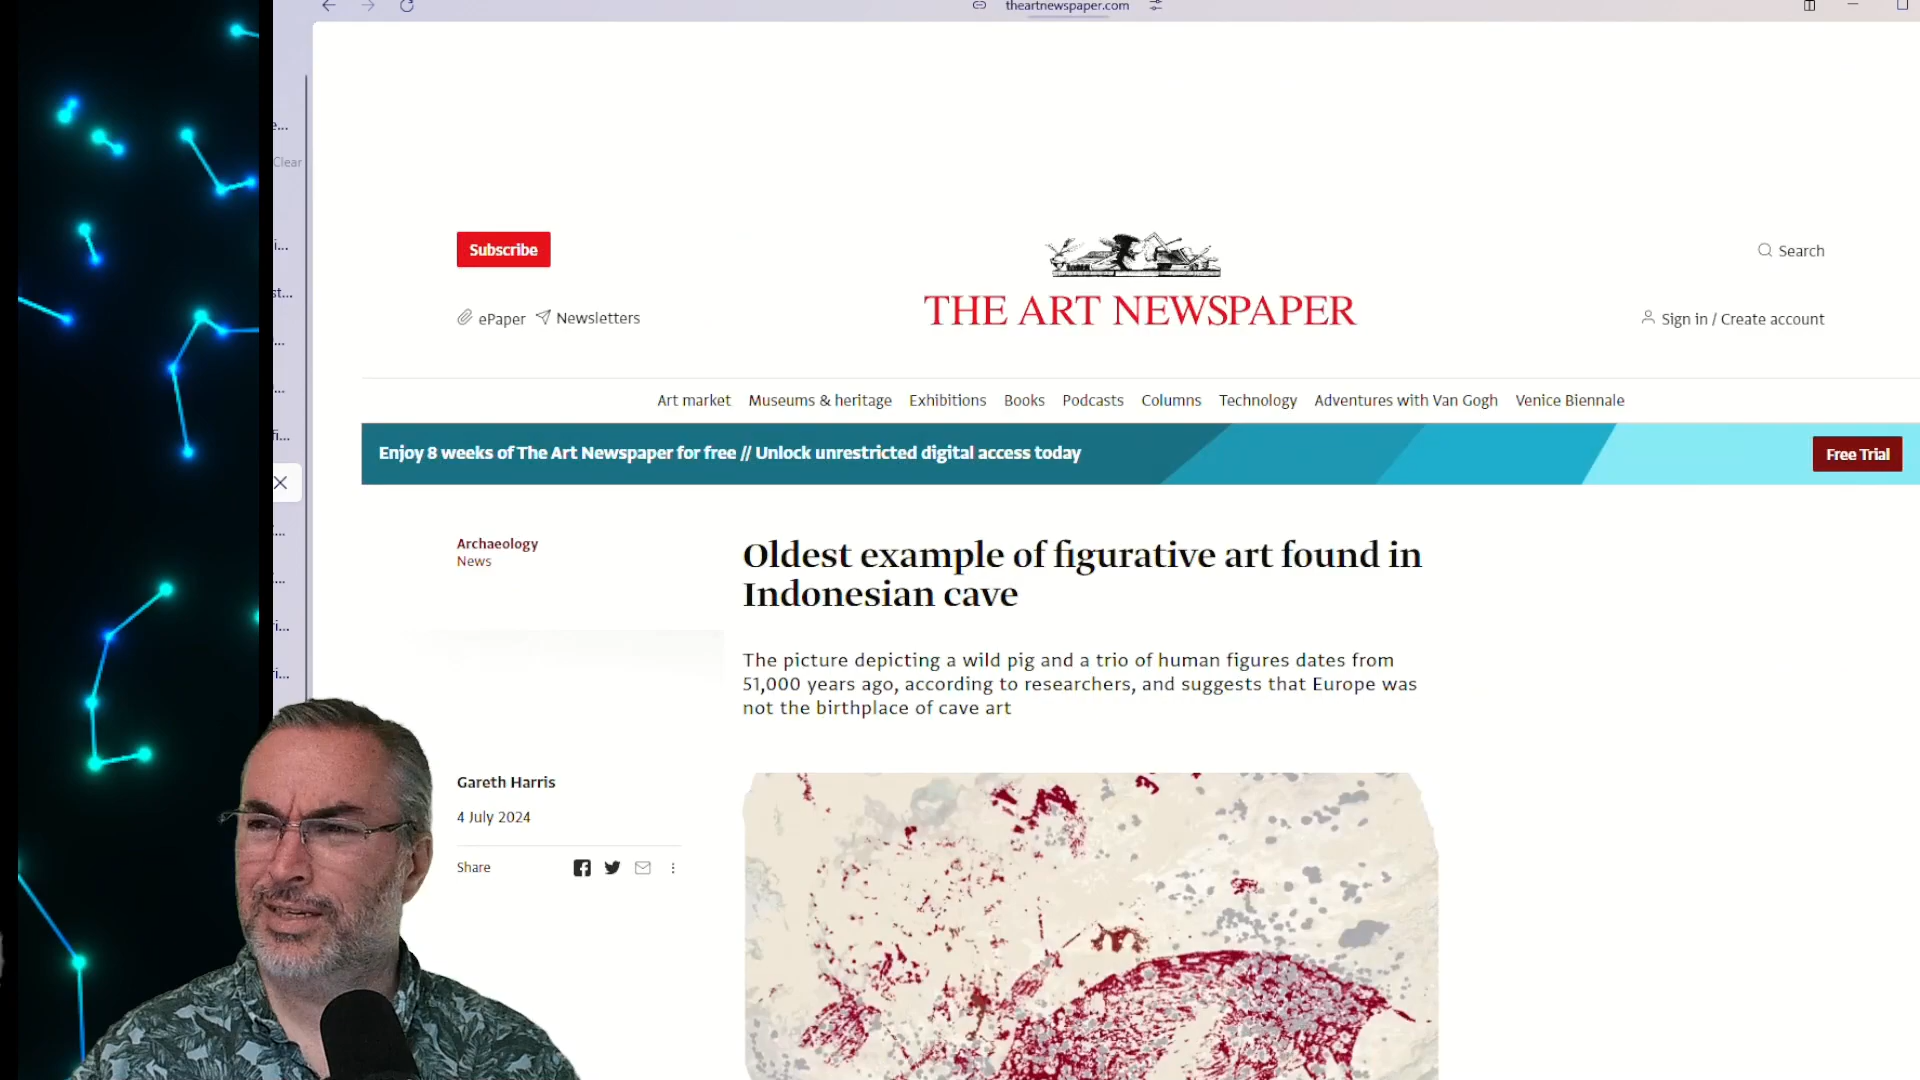 theartnewspaper.com
e...
Clear
i...
st...
...
...
fi...
...
...
i...
i...
Subscribe
Search
ePaper Newsletters
THE ART NEWSPAPER
Sign in / Create account
Art market Museums & heritage Exhibitions Books Podcasts Columns Technology Adventures with Van Gogh Venice Biennale
Enjoy 8 weeks of The Art Newspaper for free // Unlock unrestricted digital access today
Free Trial
Archaeology
News
Oldest example of figurative art found in
Indonesian cave
The picture depicting a wild pig and a trio of human figures dates from
51,000 years ago, according to researchers, and suggests that Europe was
not the birthplace of cave art
Gareth Harris
4 July 2024
Share